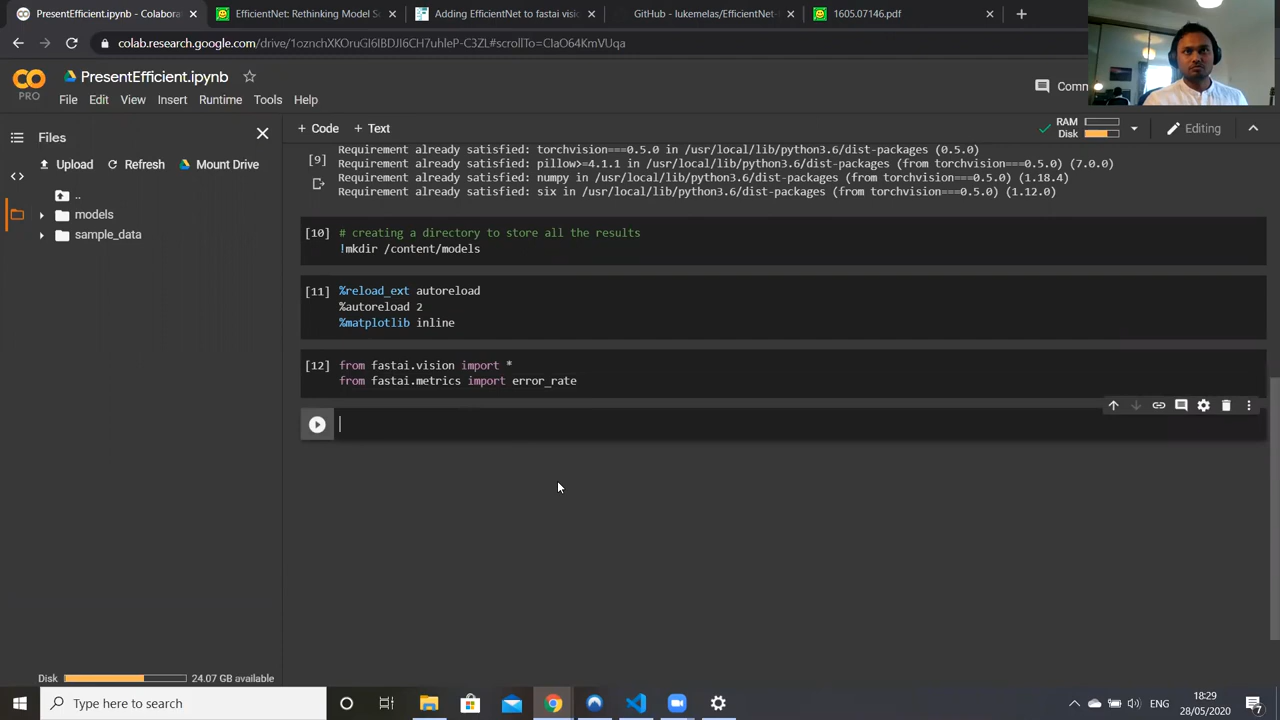 PresentEfficient.ipynb - Colabora
EfficientNet: Rethinking Model S
Adding EfficientNet to fastai visi
GitHub - lukemelas/EfficientNet-
1605.07146.pdf
colab.research.google.com/drive/1oznchXKOruGI6IBDJI6CH7uhleP-C3ZL#scrollTo=CIaO64KmVUqa
CO
PRO
PresentEfficient.ipynb
Comm
File Edit View Insert Runtime Tools Help
Files
+ Code + Text
RAM
Disk
Editing
Upload Refresh Mount Drive
..
models
sample_data
Requirement already satisfied: torchvision===0.5.0 in /usr/local/lib/python3.6/dist-packages (0.5.0)
[9] Requirement already satisfied: pillow>=4.1.1 in /usr/local/lib/python3.6/dist-packages (from torchvision===0.5.0) (7.0.0)
Requirement already satisfied: numpy in /usr/local/lib/python3.6/dist-packages (from torchvision===0.5.0) (1.18.4)
Requirement already satisfied: six in /usr/local/lib/python3.6/dist-packages (from torchvision===0.5.0) (1.12.0)
[10] # creating a directory to store all the results
!mkdir /content/models
[11] %reload_ext autoreload
%autoreload 2
%matplotlib inline
[12] from fastai.vision import *
from fastai.metrics import error_rate
Disk 24.07 GB available
Type here to search
ENG
18:29
28/05/2020
7